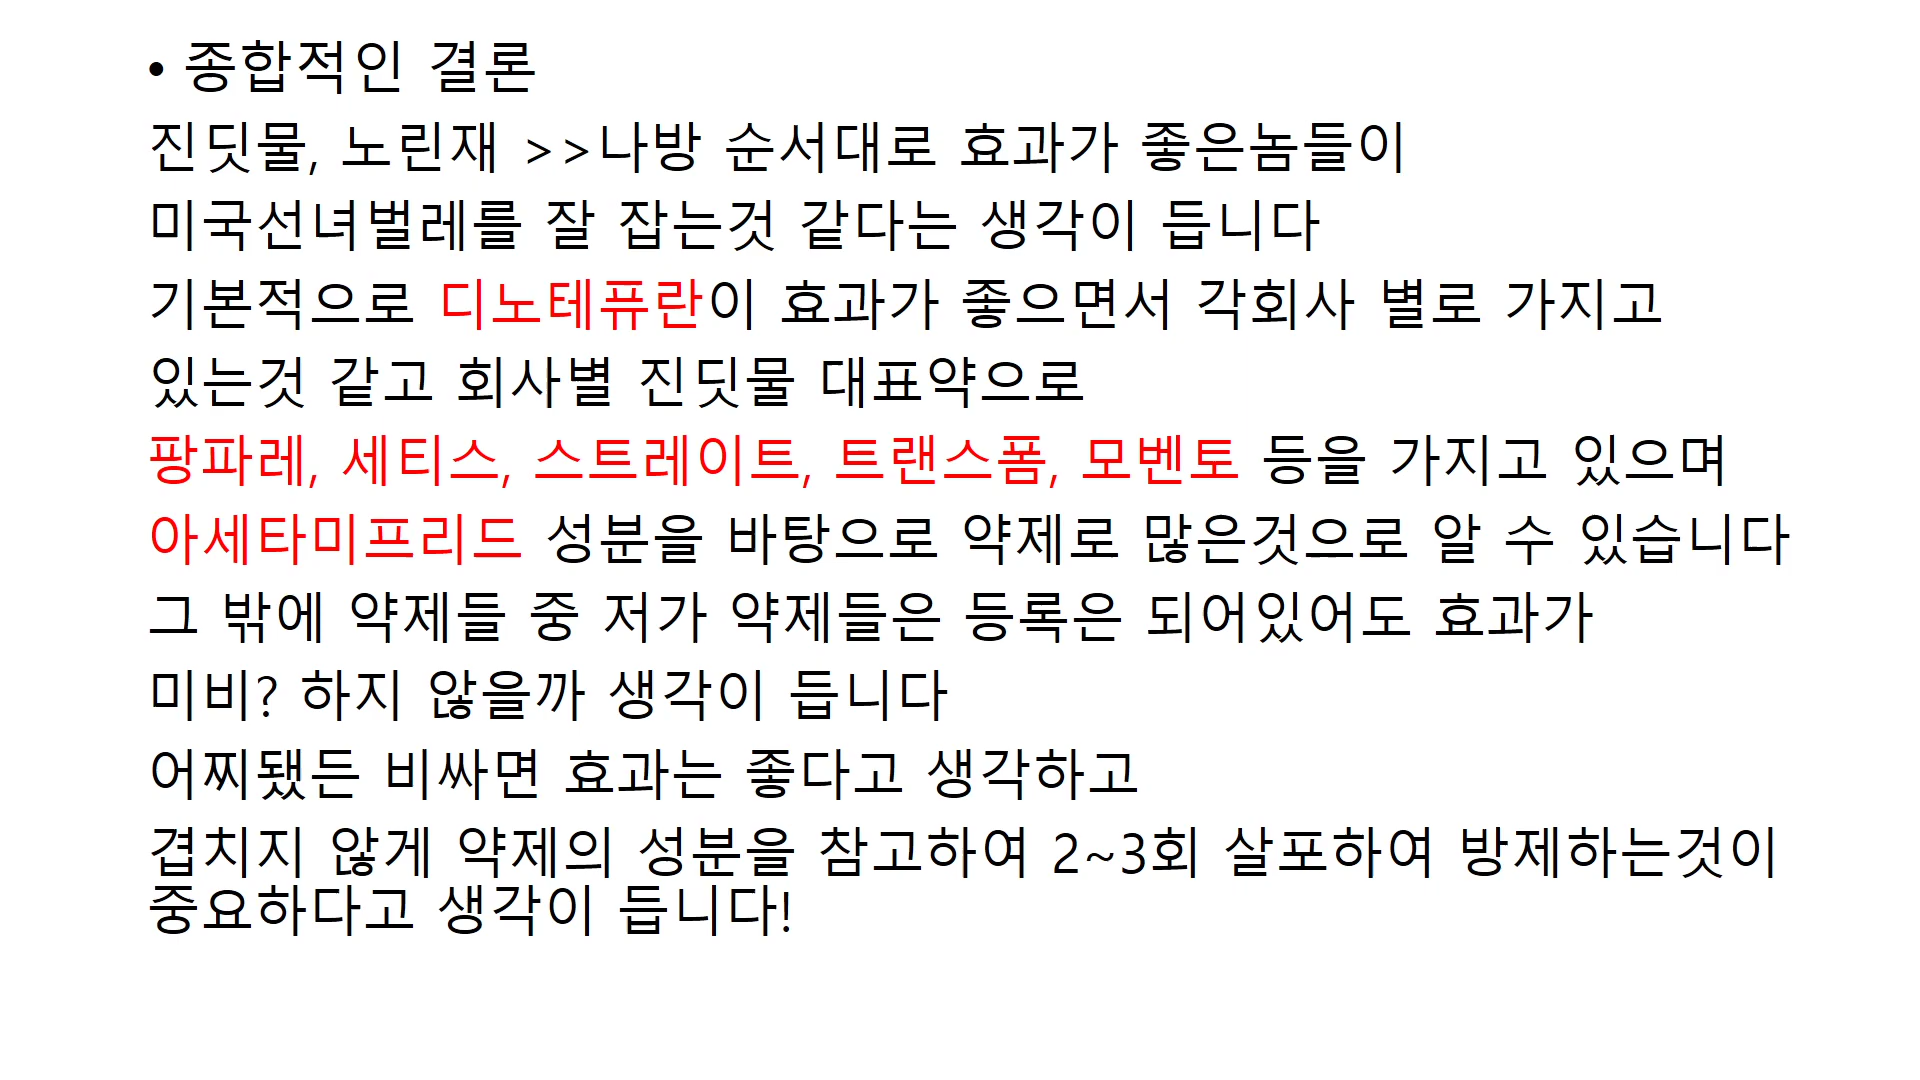 • 종합적인 결론
진딧물, 노린재 >>나방 순서대로 효과가 좋은놈들이
미국선녀벌레를 잘 잡는것 같다는 생각이 듭니다
기본적으로 디노테퓨란이 효과가 좋으면서 각회사 별로 가지고
있는것 같고 회사별 진딧물 대표약으로
팡파레, 세티스, 스트레이트, 트랜스폼, 모벤토 등을 가지고 있으며
아세타미프리드 성분을 바탕으로 약제로 많은것으로 알 수 있습니다
그 밖에 약제들 중 저가 약제들은 등록은 되어있어도 효과가
미비? 하지 않을까 생각이 듭니다
어찌됐든 비싸면 효과는 좋다고 생각하고
겹치지 않게 약제의 성분을 참고하여 2~3회 살포하여 방제하는것이
중요하다고 생각이 듭니다!